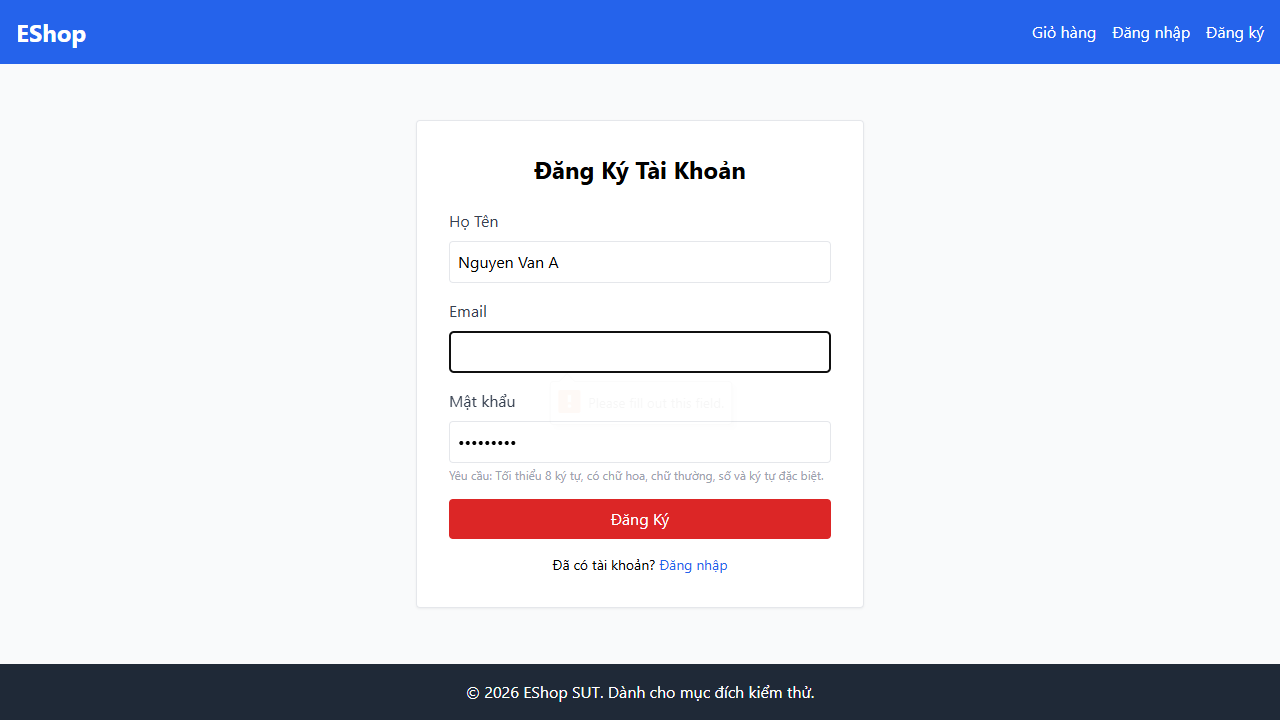 EShop
Giỏ hàng Đăng nhập Đăng ký
Đăng Ký Tài Khoản
Họ Tên
Nguyen Van A
Email
Mật khẩu
Please fill out this field.
•••••••••
Yêu cầu: Tối thiểu 8 ký tự, có chữ hoa, chữ thường, số và ký tự đặc biệt.
Đăng Ký
Đã có tài khoản? Đăng nhập
© 2026 EShop SUT. Dành cho mục đích kiểm thử.